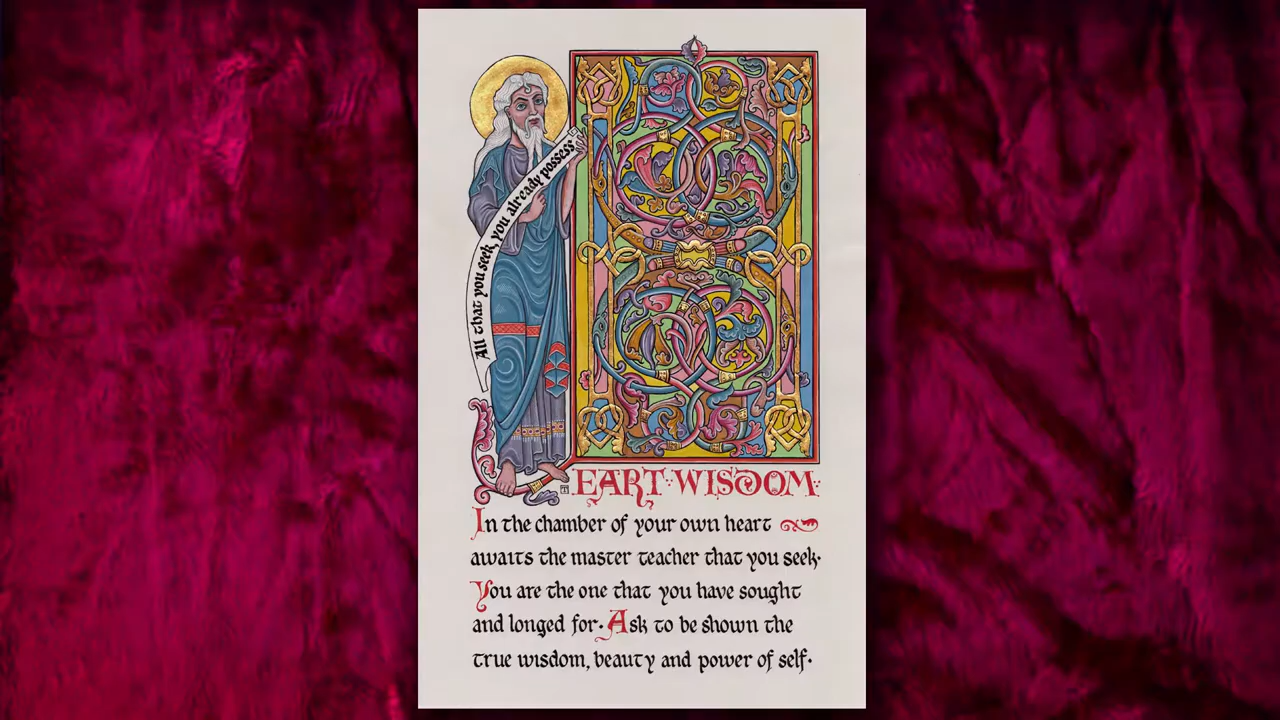 All that you seek, you already possess
EART·WISDOM
In the chamber of your own heart
awaits the master teacher that you seek·
You are the one that you have sought
and longed for· Ask to be shown the
true wisdom, beauty and power of self·